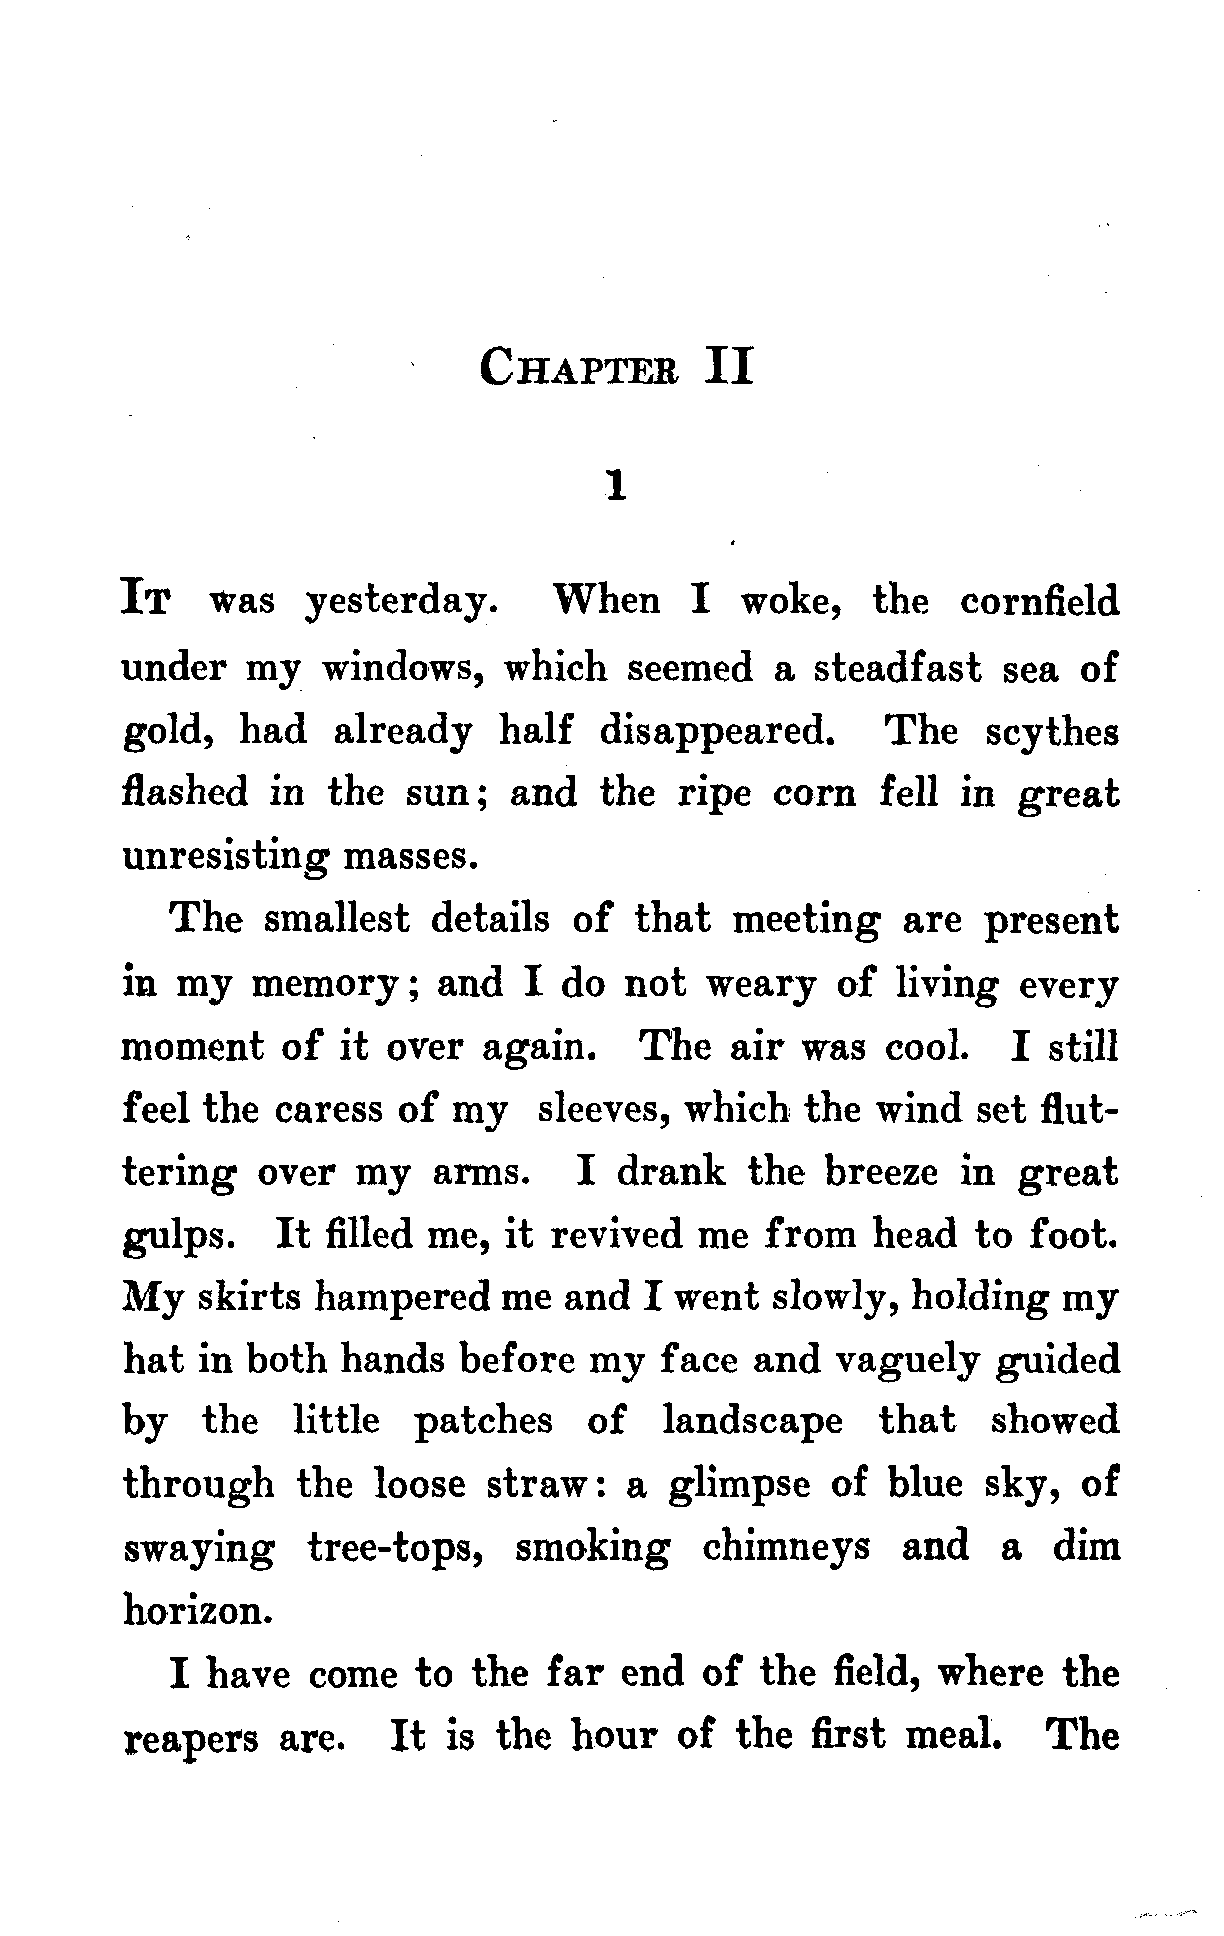 CHAPTER II
1
IT was yesterday. When I woke, the cornfield
under my windows, which seemed a steadfast sea of
gold, had already half disappeared. The scythes
flashed in the sun; and the ripe corn fell in great
unresisting masses.
The smallest details of that meeting are present
in my memory; and I do not weary of living every
moment of it over again. The air was cool. I still
feel the caress of my sleeves, which the wind set flut-
tering over my arms. I drank the breeze in great
gulps. It filled me, it revived me from head to foot.
My skirts hampered me and I went slowly, holding my
hat in both hands before my face and vaguely guided
by the little patches of landscape that showed
through the loose straw: a glimpse of blue sky, of
swaying tree-tops, smoking chimneys and a dim
horizon.
I have come to the far end of the field, where the
reapers are. It is the hour of the first meal. The